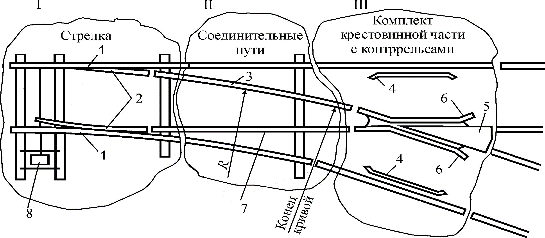 I II III
Стрелка
Соединительные
пути
Комплект
крестовинной части
с контррельсами
1
2
3
4
6
5
1
8
R
7
4
6
Конец
кривой